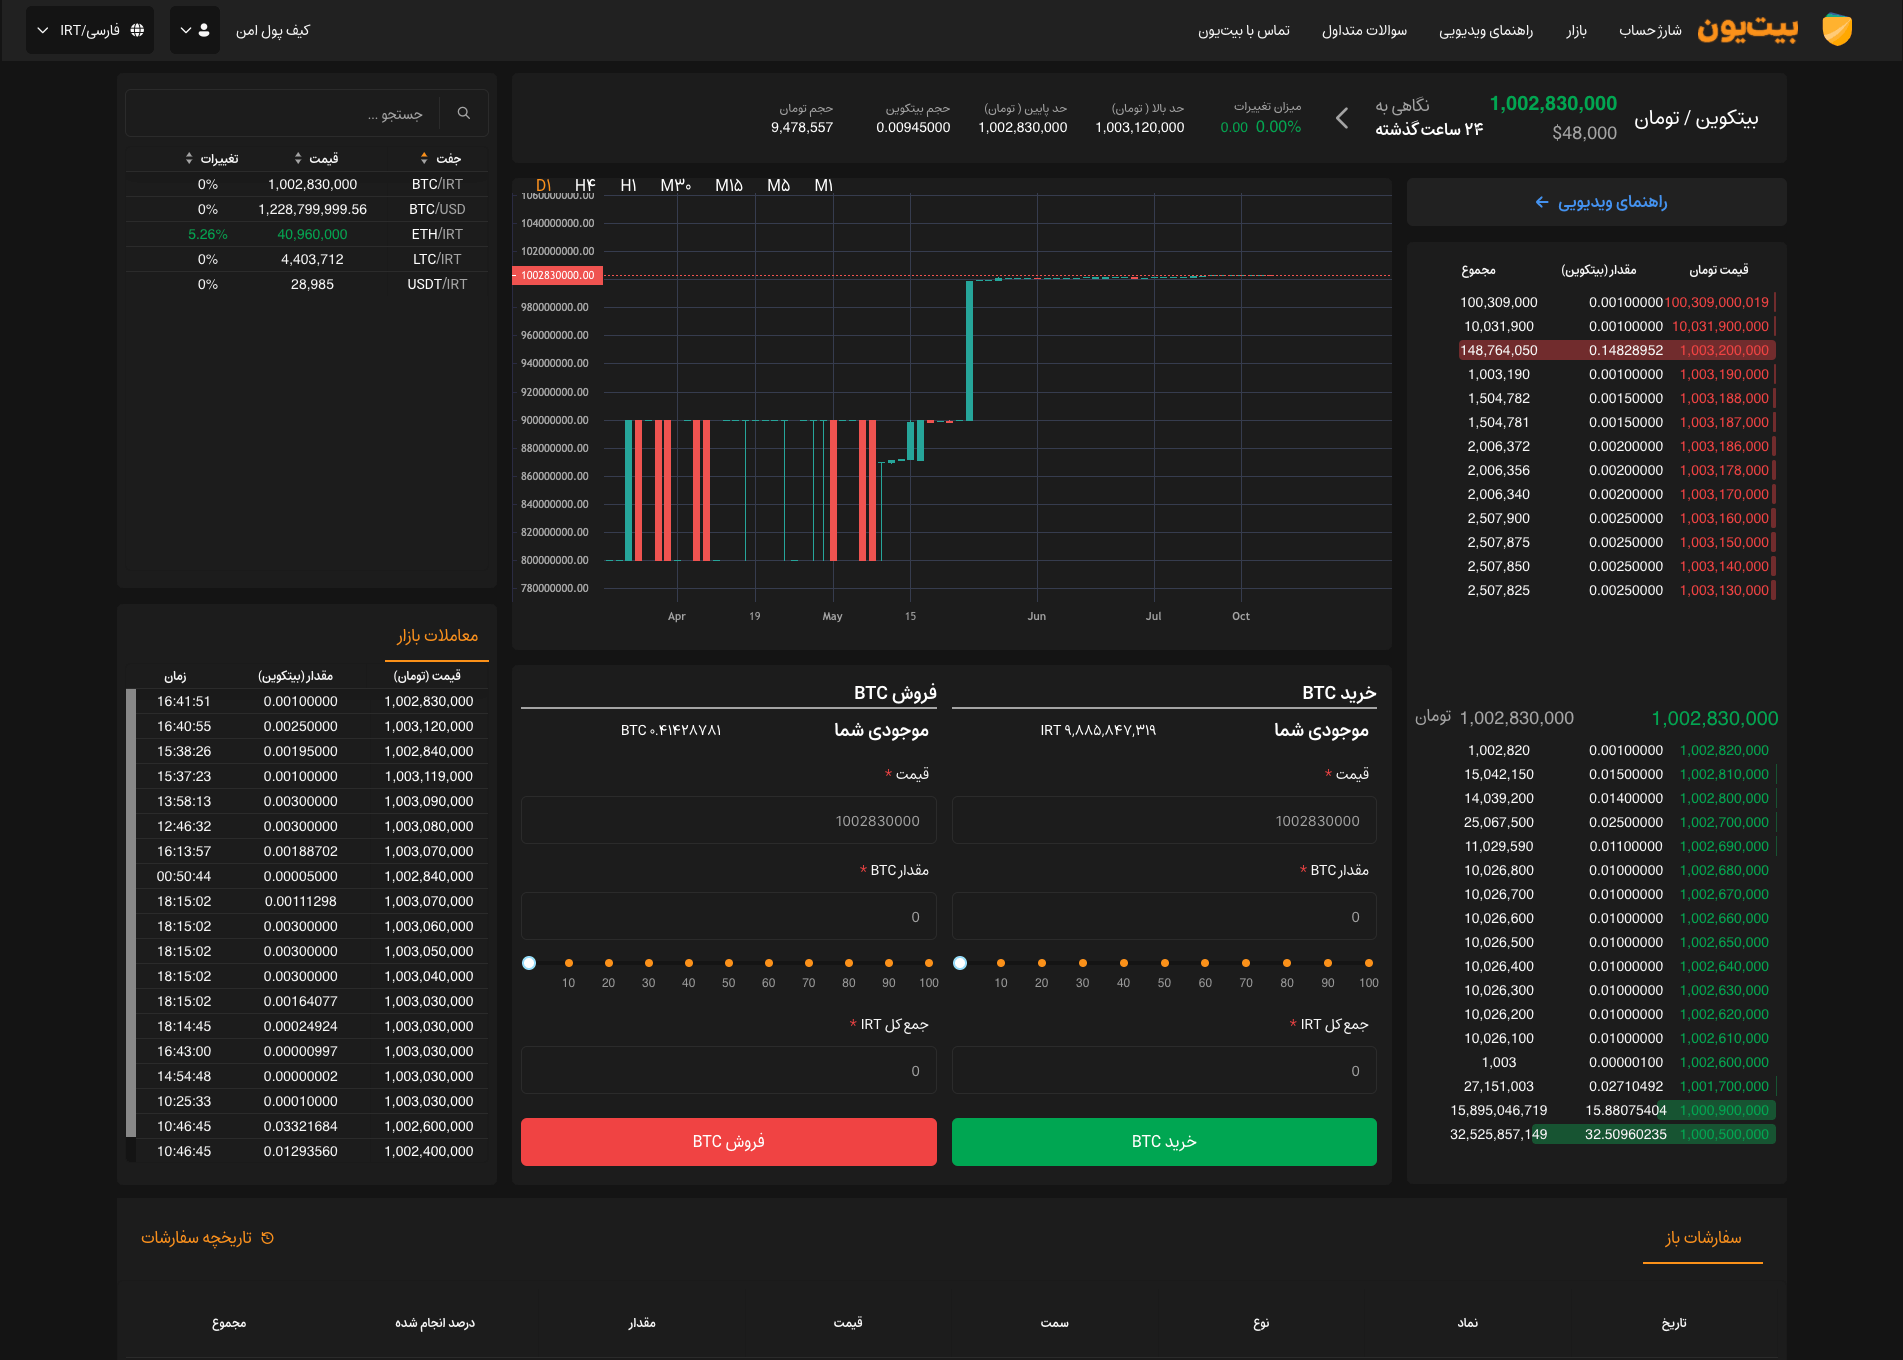 بیت‌یون
شارژ حساب
بازار
راهنمای ویدیویی
سوالات متداول
تماس با بیت‌یون
کیف پول امن
فارسی/IRT
بیتکوین / تومان
1,002,830,000
$48,000
نگاهی به
۲۴ ساعت گذشته
میزان تغییرات
0.00 0.00%
حد بالا ( تومان)
1,003,120,000
حد پایین ( تومان)
1,002,830,000
حجم بیتکوین
0.00945000
حجم تومان
9,478,557
راهنمای ویدیویی
قیمت تومان مقدار (بیتکوین) مجموع
100,309,000,019 0.00100000 100,309,000
10,031,900,000 0.00100000 10,031,900
1,003,200,000 0.14828952 148,764,050
1,003,190,000 0.00100000 1,003,190
1,003,188,000 0.00150000 1,504,782
1,003,187,000 0.00150000 1,504,781
1,003,186,000 0.00200000 2,006,372
1,003,178,000 0.00200000 2,006,356
1,003,170,000 0.00200000 2,006,340
1,003,160,000 0.00250000 2,507,900
1,003,150,000 0.00250000 2,507,875
1,003,140,000 0.00250000 2,507,850
1,003,130,000 0.00250000 2,507,825
1,002,830,000
1,002,830,000 تومان
1,002,820,000 0.00100000 1,002,820
1,002,810,000 0.01500000 15,042,150
1,002,800,000 0.01400000 14,039,200
1,002,700,000 0.02500000 25,067,500
1,002,690,000 0.01100000 11,029,590
1,002,680,000 0.01000000 10,026,800
1,002,670,000 0.01000000 10,026,700
1,002,660,000 0.01000000 10,026,600
1,002,650,000 0.01000000 10,026,500
1,002,640,000 0.01000000 10,026,400
1,002,630,000 0.01000000 10,026,300
1,002,620,000 0.01000000 10,026,200
1,002,610,000 0.01000000 10,026,100
1,002,600,000 0.00000100 1,003
1,001,700,000 0.02710492 27,151,003
1,000,900,000 15.88075404 15,895,046,719
1,000,500,000 32.50960235 32,525,857,149
D۱ H۴ H۱ M۳۰ M۱۵ M۵ M۱
1060000000.00
1040000000.00
1020000000.00
1002830000.00
980000000.00
960000000.00
940000000.00
920000000.00
900000000.00
880000000.00
860000000.00
840000000.00
820000000.00
800000000.00
780000000.00
Apr 19 May 15 Jun Jul Oct
خرید BTC
موجودی شما
IRT ۹,۸۸۵,۸۴۷,۳۱۹
قیمت *
1002830000
مقدار BTC *
0
10 20 30 40 50 60 70 80 90 100
جمع کل IRT *
0
خرید BTC
فروش BTC
موجودی شما
BTC ۰.۴۱۴۲۸۷۸۱
قیمت *
1002830000
مقدار BTC *
0
10 20 30 40 50 60 70 80 90 100
جمع کل IRT *
0
فروش BTC
جستجو ...
جفت قیمت تغییرات
BTC/IRT 1,002,830,000 0%
BTC/USD 1,228,799,999.56 0%
ETH/IRT 40,960,000 5.26%
LTC/IRT 4,403,712 0%
USDT/IRT 28,985 0%
معاملات بازار
قیمت (تومان) مقدار (بیتکوین) زمان
1,002,830,000 0.00100000 16:41:51
1,003,120,000 0.00250000 16:40:55
1,002,840,000 0.00195000 15:38:26
1,003,119,000 0.00100000 15:37:23
1,003,090,000 0.00300000 13:58:13
1,003,080,000 0.00300000 12:46:32
1,003,070,000 0.00188702 16:13:57
1,002,840,000 0.00005000 00:50:44
1,003,070,000 0.00111298 18:15:02
1,003,060,000 0.00300000 18:15:02
1,003,050,000 0.00300000 18:15:02
1,003,040,000 0.00300000 18:15:02
1,003,030,000 0.00164077 18:15:02
1,003,030,000 0.00024924 18:14:45
1,003,030,000 0.00000997 16:43:00
1,003,030,000 0.00000002 14:54:48
1,003,030,000 0.00010000 10:25:33
1,002,600,000 0.03321684 10:46:45
1,002,400,000 0.01293560 10:46:45
سفارشات باز
تاریخچه سفارشات
تاریخ نماد نوع سمت قیمت مقدار درصد انجام شده مجموع